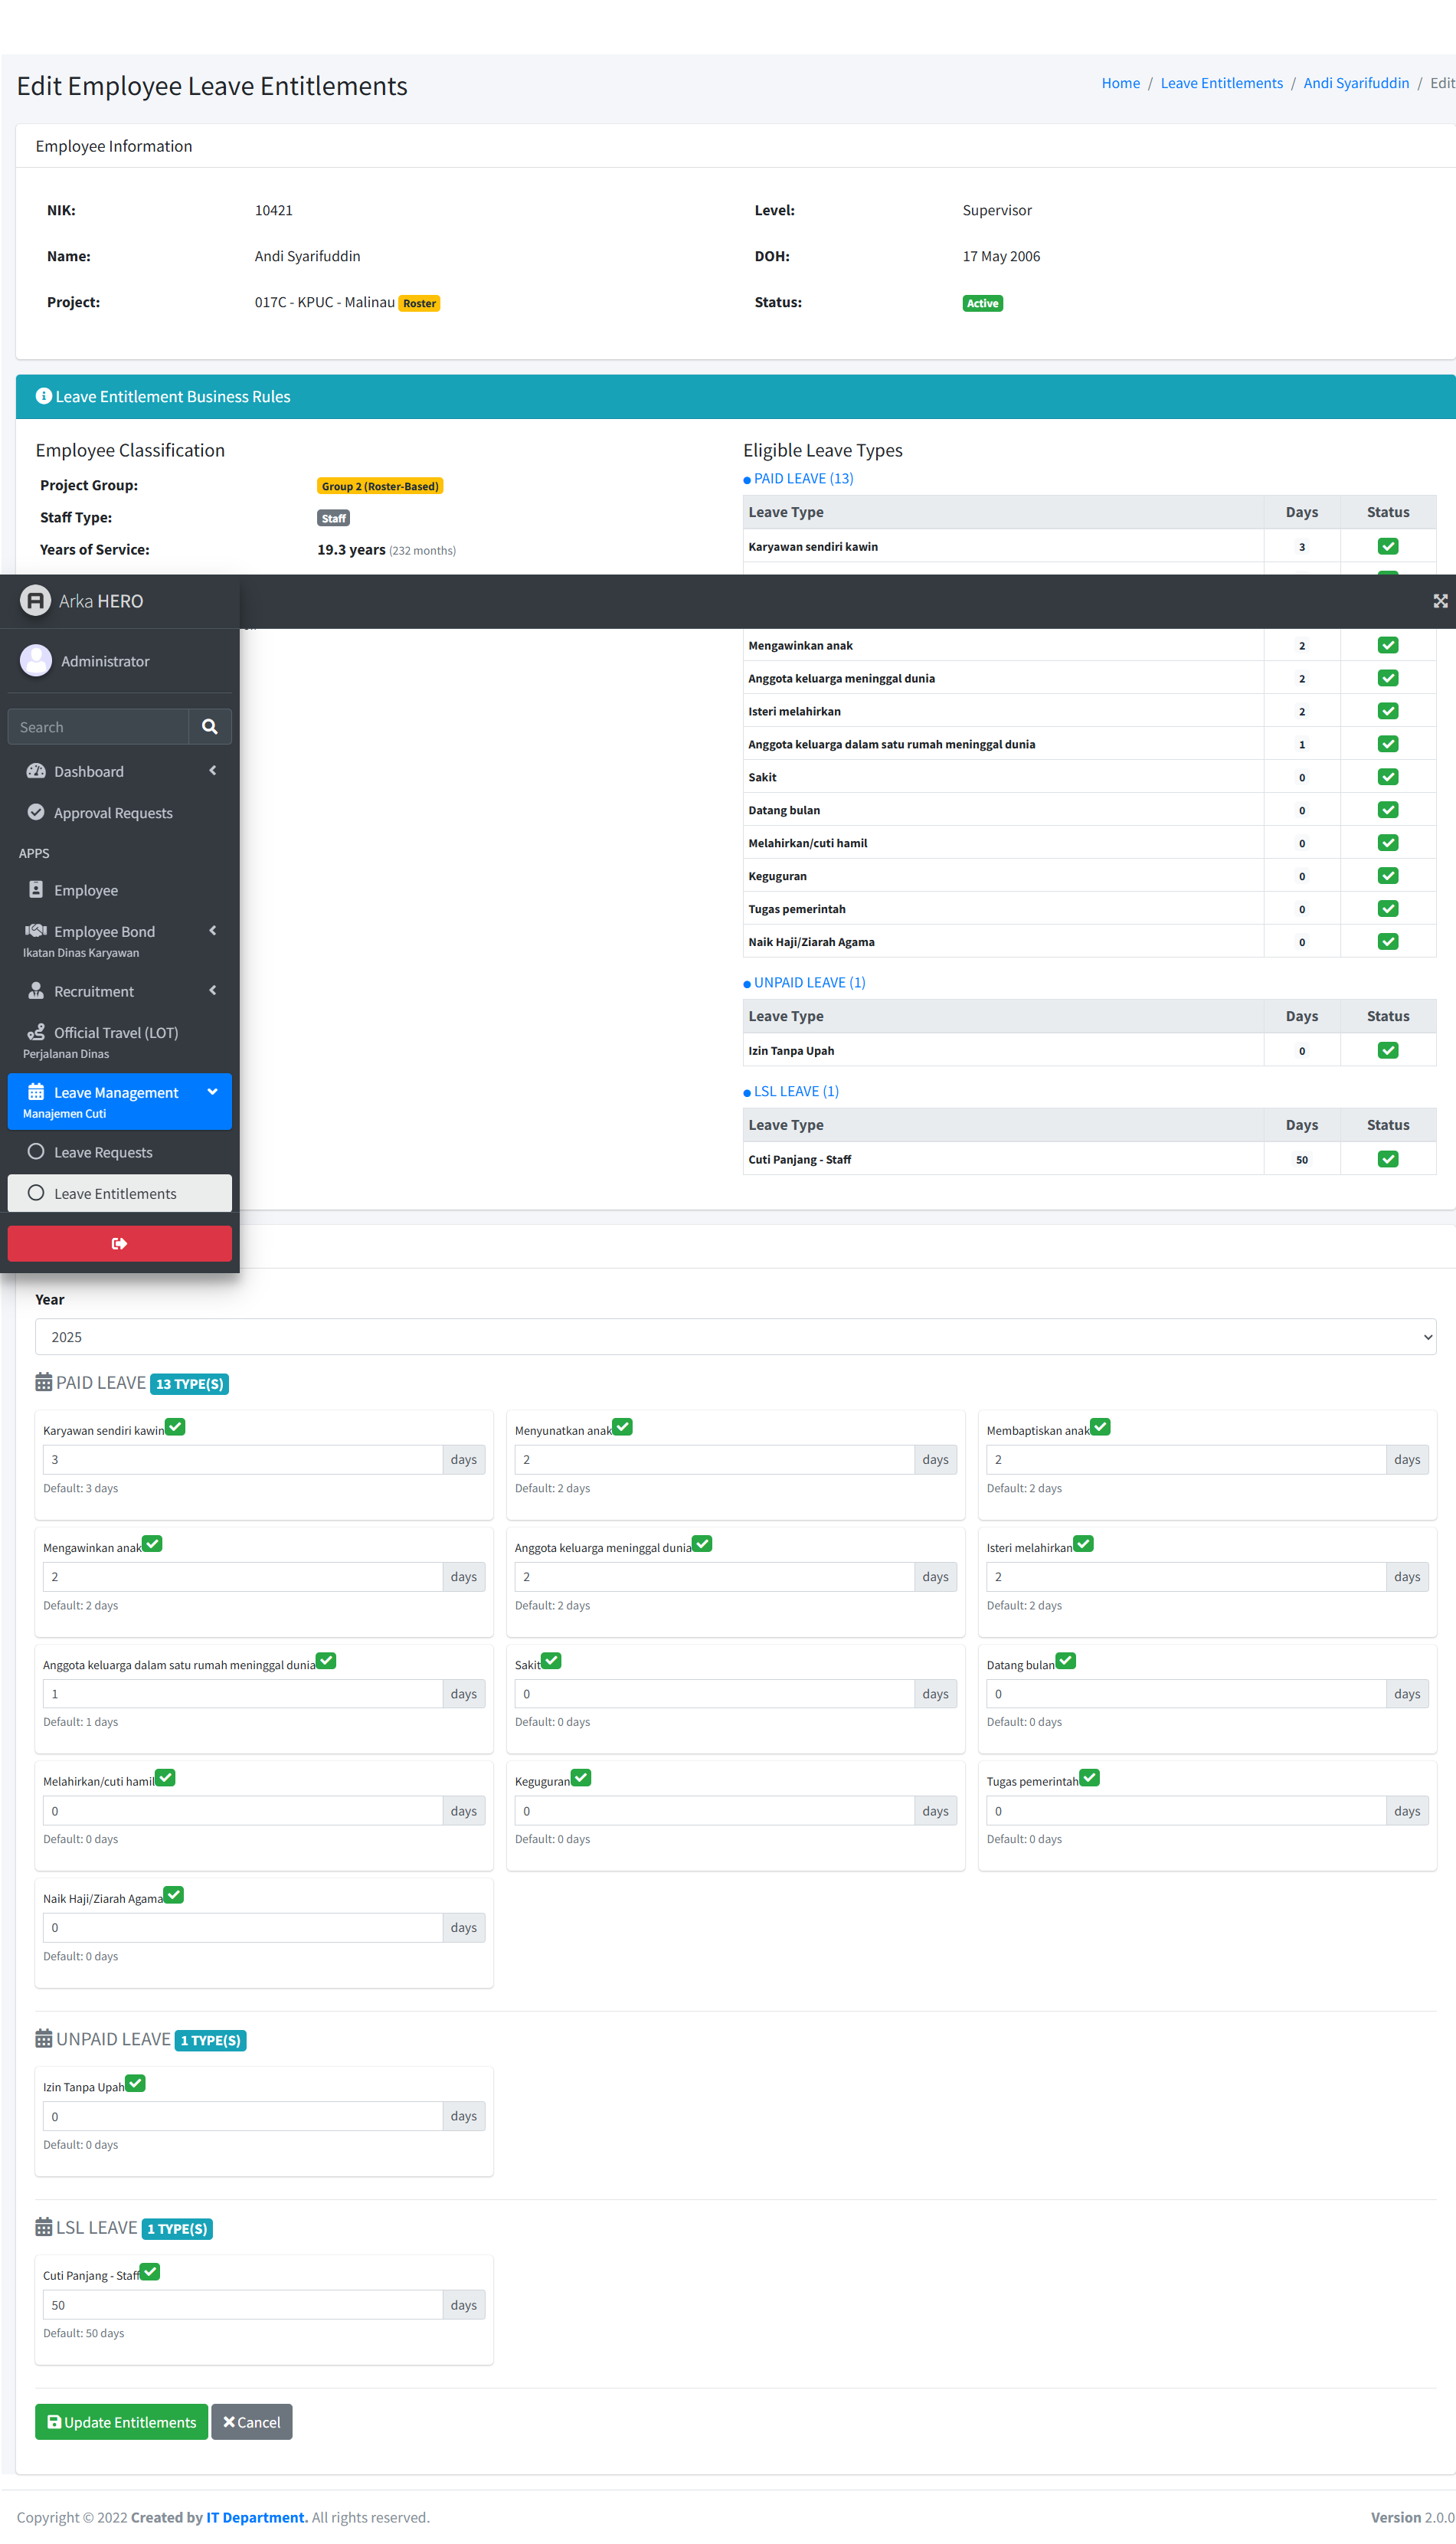 Edit Employee Leave Entitlements
Home / Leave Entitlements / Andi Syarifuddin / Edit
Employee Information
NIK: 10421 Level: Supervisor
Name: Andi Syarifuddin DOH: 17 May 2006
Project: 017C - KPUC - Malinau Roster Status: Active
Leave Entitlement Business Rules
Employee Classification
Project Group: Group 2 (Roster-Based)
Staff Type: Staff
Years of Service: 19.3 years (232 months)
Eligible Leave Types
PAID LEAVE (13)
Leave Type Days Status
Karyawan sendiri kawin 3
Mengawinkan anak 2
Anggota keluarga meninggal dunia 2
Isteri melahirkan 2
Anggota keluarga dalam satu rumah meninggal dunia 1
Sakit 0
Datang bulan 0
Melahirkan/cuti hamil 0
Keguguran 0
Tugas pemerintah 0
Naik Haji/Ziarah Agama 0
UNPAID LEAVE (1)
Leave Type Days Status
Izin Tanpa Upah 0
LSL LEAVE (1)
Leave Type Days Status
Cuti Panjang - Staff 50
Arka HERO
Administrator
Search
Dashboard
Approval Requests
APPS
Employee
Employee Bond
Ikatan Dinas Karyawan
Recruitment
Official Travel (LOT)
Perjalanan Dinas
Leave Management
Manajemen Cuti
Leave Requests
Leave Entitlements
Year
2025
PAID LEAVE 13 TYPE(S)
Karyawan sendiri kawin Menyunatkan anak Membaptiskan anak
3 days 2 days 2 days
Default: 3 days Default: 2 days Default: 2 days
Mengawinkan anak Anggota keluarga meninggal dunia Isteri melahirkan
2 days 2 days 2 days
Default: 2 days Default: 2 days Default: 2 days
Anggota keluarga dalam satu rumah meninggal dunia Sakit Datang bulan
1 days 0 days 0 days
Default: 1 days Default: 0 days Default: 0 days
Melahirkan/cuti hamil Keguguran Tugas pemerintah
0 days 0 days 0 days
Default: 0 days Default: 0 days Default: 0 days
Naik Haji/Ziarah Agama
0 days
Default: 0 days
UNPAID LEAVE 1 TYPE(S)
Izin Tanpa Upah
0 days
Default: 0 days
LSL LEAVE 1 TYPE(S)
Cuti Panjang - Staff
50 days
Default: 50 days
Update Entitlements Cancel
Copyright © 2022 Created by IT Department. All rights reserved.
Version 2.0.0